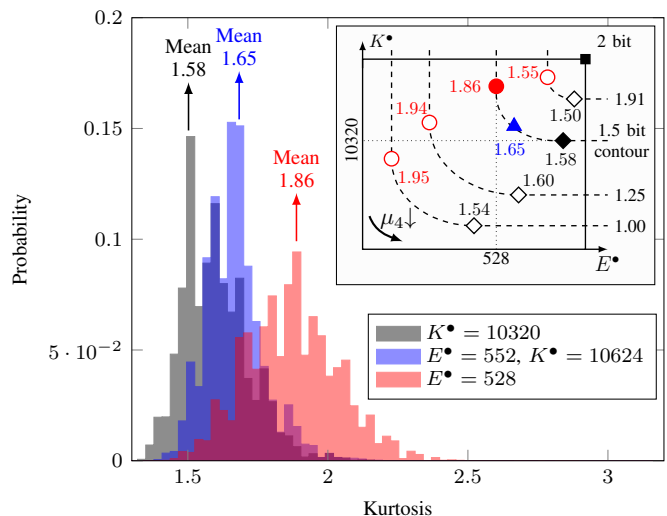 0.2
0.15
0.1
5 · 10⁻²
0
Probability
1.5
2
2.5
3
Kurtosis
Mean
1.58
Mean
1.65
Mean
1.86
K•
2 bit
1.55
1.86
1.91
1.50
1.94
1.5 bit
contour
10320
1.65
1.58
1.95
1.60
1.25
1.54
1.00
μ₄↓
528
E•
K• = 10320
E• = 552, K• = 10624
E• = 528